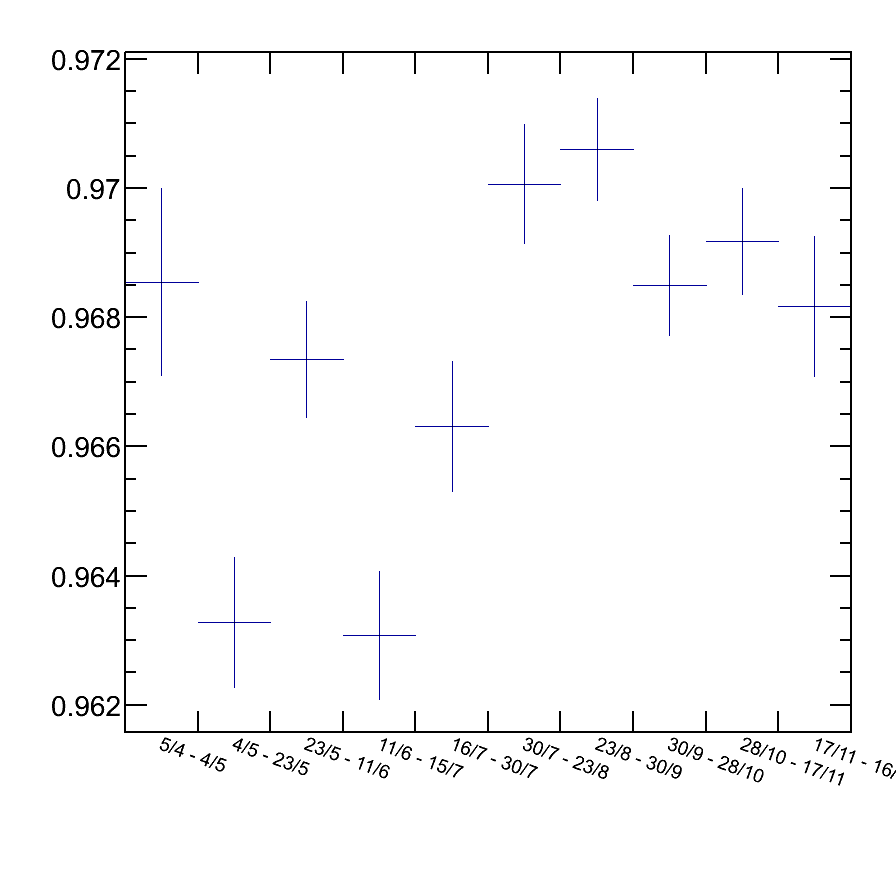 0.972
0.97
0.968
0.966
0.964
0.962
5/4 - 4/5
4/5 - 23/5
23/5 - 11/6
11/6 - 15/7
16/7 - 30/7
30/7 - 23/8
23/8 - 30/9
30/9 - 28/10
28/10 - 17/11
17/11 - 16/